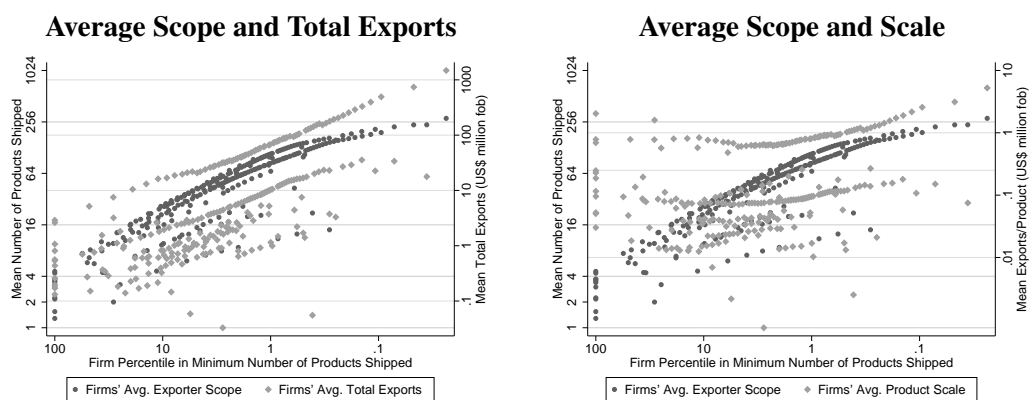 Average Scope and Total Exports
Mean Number of Products Shipped
1024
256
64
16
4
2
1
1000
100
10
1
.1
Mean Total Exports (US$ million fob)
100
10
1
.1
Firm Percentile in Minimum Number of Products Shipped
Firms' Avg. Exporter Scope
Firms' Avg. Total Exports
Average Scope and Scale
Mean Number of Products Shipped
1024
256
64
16
4
2
1
10
1
.1
.01
Mean Exports/Product (US$ million fob)
100
10
1
.1
Firm Percentile in Minimum Number of Products Shipped
Firms' Avg. Exporter Scope
Firms' Avg. Product Scale